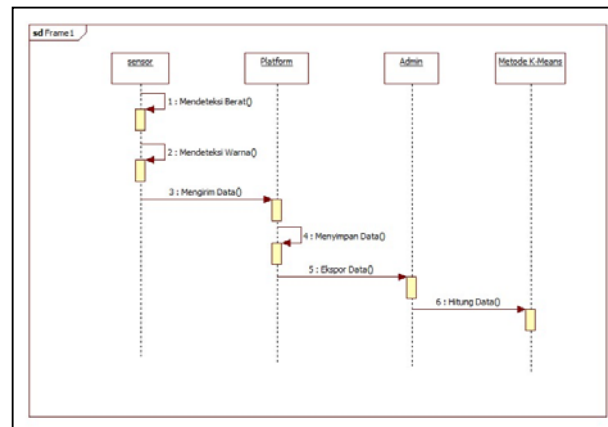 sd Frame1
sensor
Platform
Admin
Metode K-Means
1 : Mendeteksi Berat()
2 : Mendeteksi Warna()
3 : Mengirim Data()
4 : Menyimpan Data()
5 : Ekspor Data()
6 : Hitung Data()